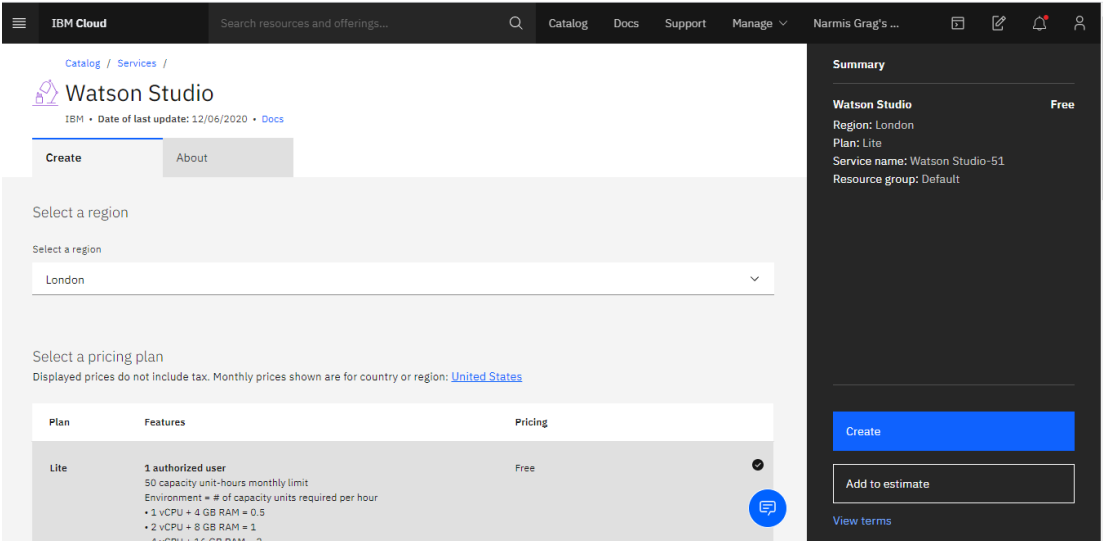 IBM Cloud
Search resources and offerings...
Catalog
Docs
Support
Manage
Narmis Grag's ...
Catalog / Services /
Watson Studio
IBM • Date of last update: 12/06/2020 • Docs
Create
About
Select a region
Select a region
London
Select a pricing plan
Displayed prices do not include tax. Monthly prices shown are for country or region: United States
Plan Features Pricing
Lite 1 authorized user Free
50 capacity unit-hours monthly limit
Environment = # of capacity units required per hour
• 1 vCPU + 4 GB RAM = 0.5
• 2 vCPU + 8 GB RAM = 1
Summary
Watson Studio Free
Region: London
Plan: Lite
Service name: Watson Studio-51
Resource group: Default
Create
Add to estimate
View terms